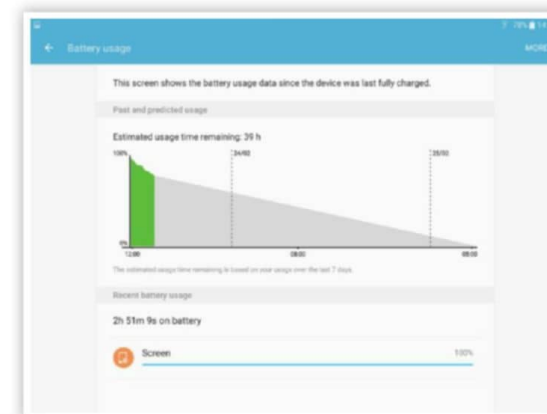 78%
Battery usage
MORE
This screen shows the battery usage data since the device was last fully charged.
Past and predicted usage
Estimated usage time remaining: 39 h
100%
24/03
25/03
0%
12:00
08:00
05:00
The estimated usage time remaining is based on your usage over the last 7 days.
Recent battery usage
2h 51m 9s on battery
Screen
100%